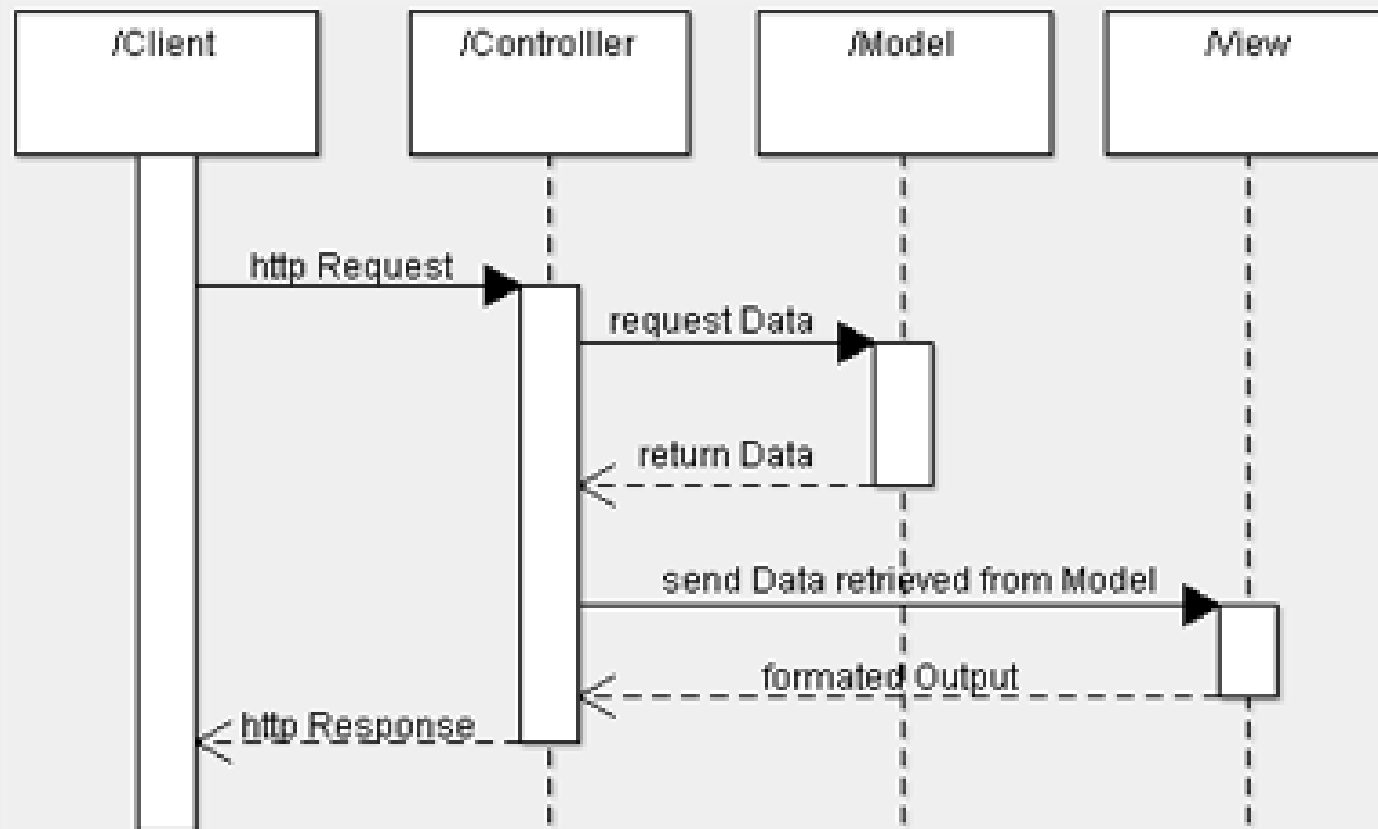 /Client
/Controlller
/Model
/View
http Request
request Data
return Data
send Data retrieved from Model
formated Output
http Response